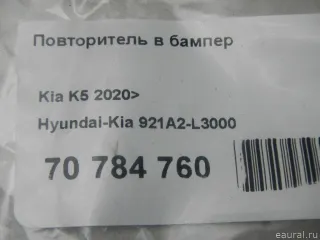 Повторитель в бампер
Kia K5 2020>
Hyundai-Kia 921A2-L3000
70 784 760
eaural.ru